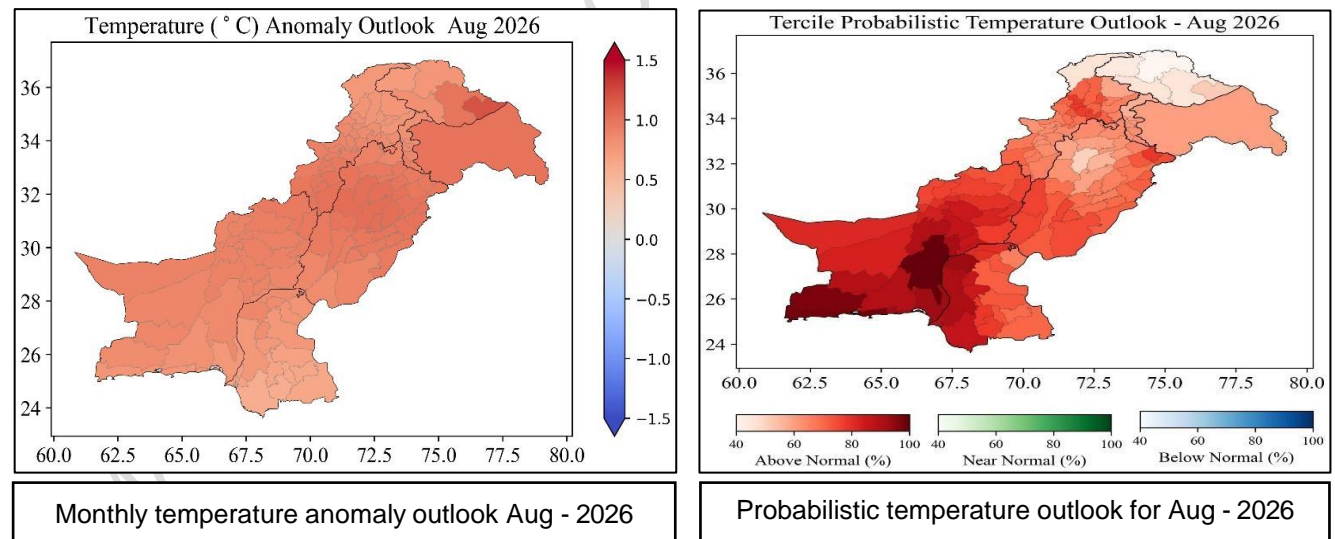 Temperature (°C) Anomaly Outlook Aug 2026
36
34
32
30
28
26
24
60.0 62.5 65.0 67.5 70.0 72.5 75.0 77.5 80.0
1.5
1.0
0.5
0.0
−0.5
−1.0
−1.5
Monthly temperature anomaly outlook Aug - 2026
Tercile Probabilistic Temperature Outlook - Aug 2026
36
34
32
30
28
26
24
60.0 62.5 65.0 67.5 70.0 72.5 75.0 77.5 80.0
40 60 80 100
Above Normal (%)
40 60 80 100
Near Normal (%)
40 60 80 100
Below Normal (%)
Probabilistic temperature outlook for Aug - 2026